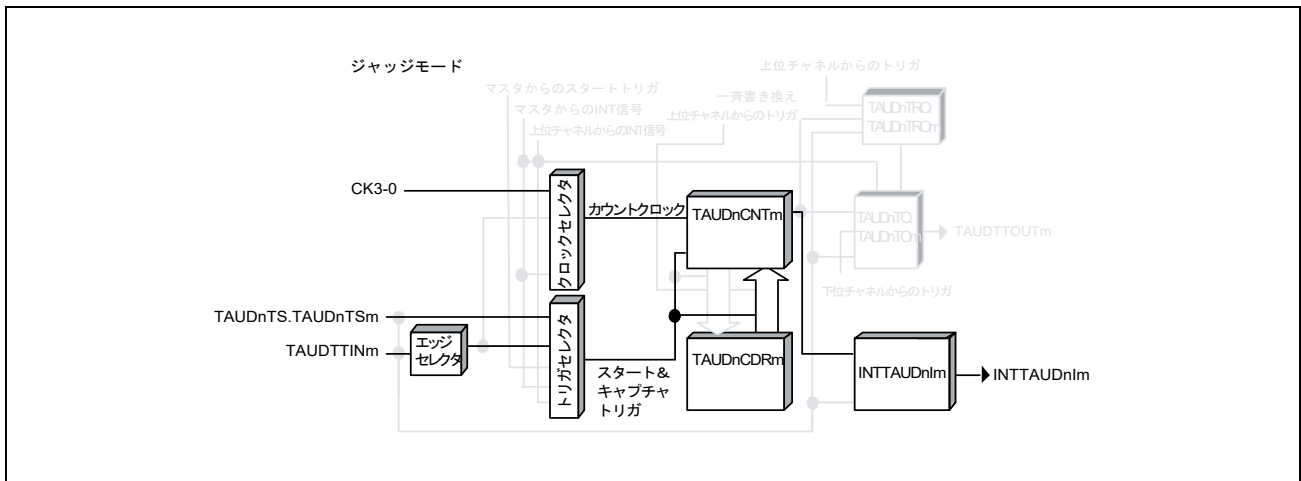 ジャッジモード
上位チャネルからのトリガ
マスタからのスタートトリガ
一斉書き換え
マスタからのINT信号
上位チャネルからのトリガ
上位チャネルからのINT信号
TAUDnTRO.
TAUDnTROm
CK3-0
クロックセレクタ
カウントクロック
TAUDnCNTm
TAUDnTO.
TAUDnTOm
TAUDTTOUTm
下位チャネルからのトリガ
TAUDnTS.TAUDnTSm
TAUDTTINm
エッジ
セレクタ
トリガセレクタ
スタート&
キャプチャ
トリガ
TAUDnCDRm
INTTAUDnIm
INTTAUDnIm